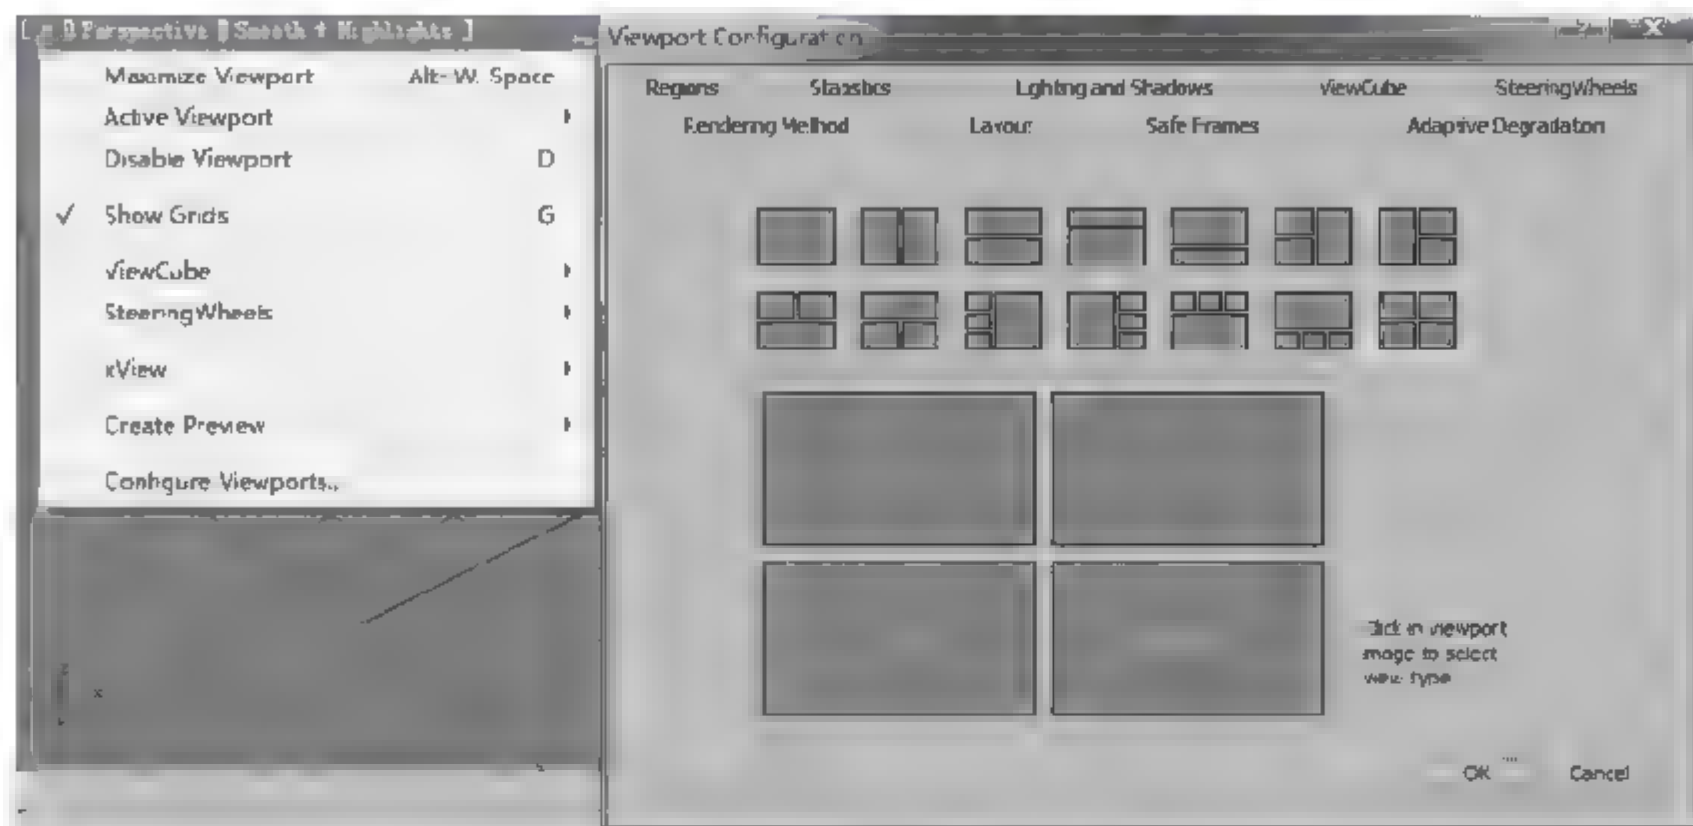 [ Perspective Smooth + Highlights ]
Maximize Viewport Alt+W, Space
Active Viewport
Disable Viewport D
✓ Show Grids G
ViewCube
SteeringWheels
xView
Create Preview
Configure Viewports...
Viewport Configuration
Regions Statistics Lighting and Shadows ViewCube SteeringWheels
Rendering Method Layout Safe Frames Adaptive Degradation
Click in viewport
image to select
view type
OK Cancel